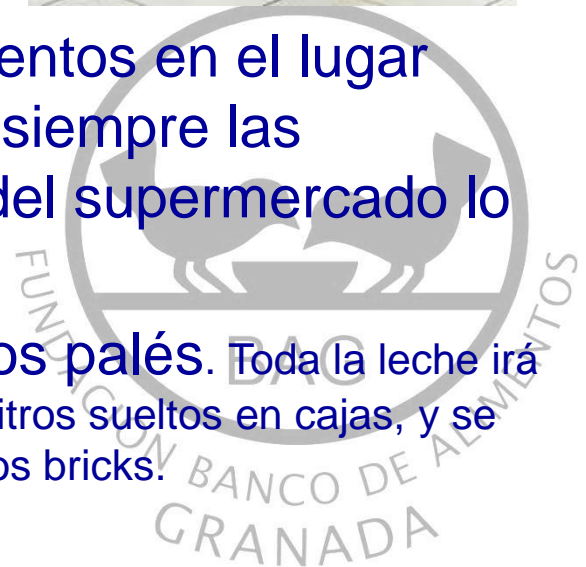 entos en el lugar
siempre las
del supermercado lo
os palés. Toda la leche irá
itros sueltos en cajas, y se
os bricks.
BAG
FUNDACIÓN BANCO DE ALIMENTOS
GRANADA